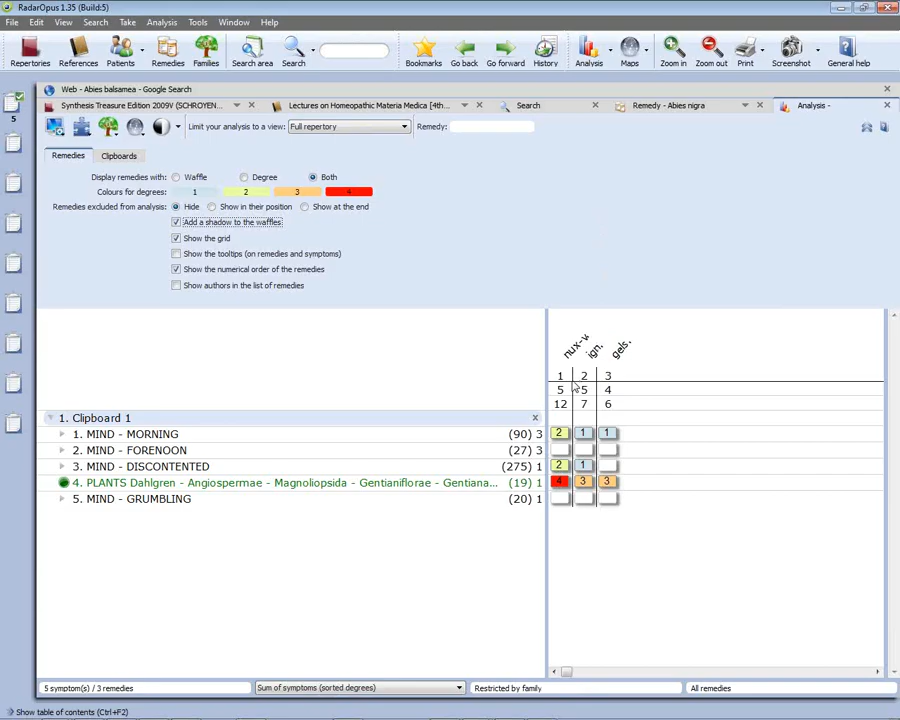 RadarOpus 1.35 (Build:5)
File Edit View Search Take Analysis Tools Window Help
Repertories References Patients Remedies Families Search area Search Bookmarks Go back Go forward History Analysis Maps Zoom in Zoom out Print Screenshot General help
Web - Abies balsamea - Google Search
Synthesis Treasure Edition 2009V (SCHROYEN... Lectures on Homeopathic Materia Medica [4th... Search Remedy - Abies nigra Analysis -
5
Limit your analysis to a view: Full repertory Remedy:
Remedies Clipboards
Display remedies with: Waffle Degree Both
Colours for degrees: 1 2 3 4
Remedies excluded from analysis: Hide Show in their position Show at the end
Add a shadow to the waffles
Show the grid
Show the tooltips (on remedies and symptoms)
Show the numerical order of the remedies
Show authors in the list of remedies
nux-v ign. gels.
1 2 3
5 5 4
12 7 6
1. Clipboard 1
1. MIND - MORNING (90) 3 2 1 1
2. MIND - FORENOON (27) 3
3. MIND - DISCONTENTED (275) 1 2 1
4. PLANTS Dahlgren - Angiospermae - Magnoliopsida - Gentianiflorae - Gentiana... (19) 1 4 3 3
5. MIND - GRUMBLING (20) 1
5 symptom(s) / 3 remedies Sum of symptoms (sorted degrees) Restricted by family All remedies
Show table of contents (Ctrl+F2)